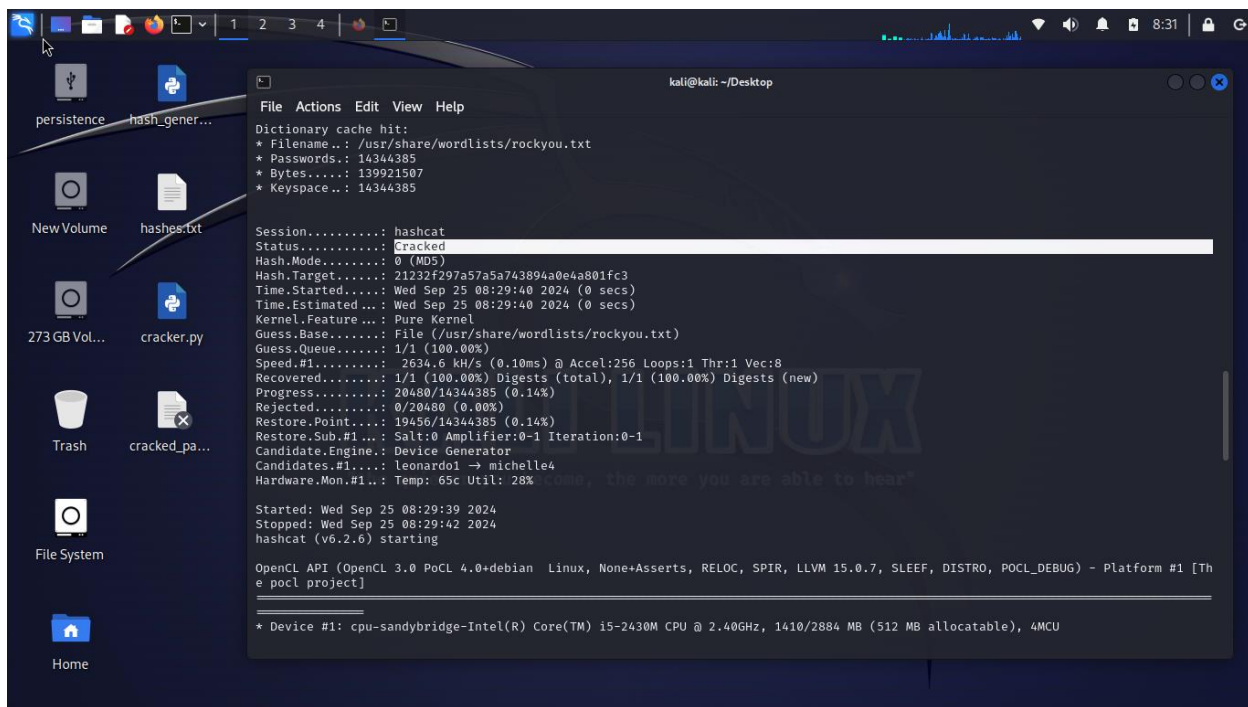 1 2 3 4
8:31
persistence
hash_gener...
New Volume
hashes.txt
273 GB Vol...
cracker.py
Trash
cracked_pa...
File System
Home
kali@kali: ~/Desktop
File Actions Edit View Help
Dictionary cache hit:
* Filename..: /usr/share/wordlists/rockyou.txt
* Passwords.: 14344385
* Bytes.....: 139921507
* Keyspace..: 14344385
Session..........: hashcat
Status...........: Cracked
Hash.Mode........: 0 (MD5)
Hash.Target......: 21232f297a57a5a743894a0e4a801fc3
Time.Started.....: Wed Sep 25 08:29:40 2024 (0 secs)
Time.Estimated...: Wed Sep 25 08:29:40 2024 (0 secs)
Kernel.Feature...: Pure Kernel
Guess.Base.......: File (/usr/share/wordlists/rockyou.txt)
Guess.Queue......: 1/1 (100.00%)
Speed.#1.........: 2634.6 kH/s (0.10ms) @ Accel:256 Loops:1 Thr:1 Vec:8
Recovered........: 1/1 (100.00%) Digests (total), 1/1 (100.00%) Digests (new)
Progress.........: 20480/14344385 (0.14%)
Rejected.........: 0/20480 (0.00%)
Restore.Point....: 19456/14344385 (0.14%)
Restore.Sub.#1...: Salt:0 Amplifier:0-1 Iteration:0-1
Candidate.Engine.: Device Generator
Candidates.#1....: leonardo1 → michelle4
Hardware.Mon.#1..: Temp: 65c Util: 28%
Started: Wed Sep 25 08:29:39 2024
Stopped: Wed Sep 25 08:29:42 2024
hashcat (v6.2.6) starting
OpenCL API (OpenCL 3.0 PoCL 4.0+debian Linux, None+Asserts, RELOC, SPIR, LLVM 15.0.7, SLEEF, DISTRO, POCL_DEBUG) - Platform #1 [Th
e pocl project]
* Device #1: cpu-sandybridge-Intel(R) Core(TM) i5-2430M CPU @ 2.40GHz, 1410/2884 MB (512 MB allocatable), 4MCU
LINUX
come, the more you are able to hear"